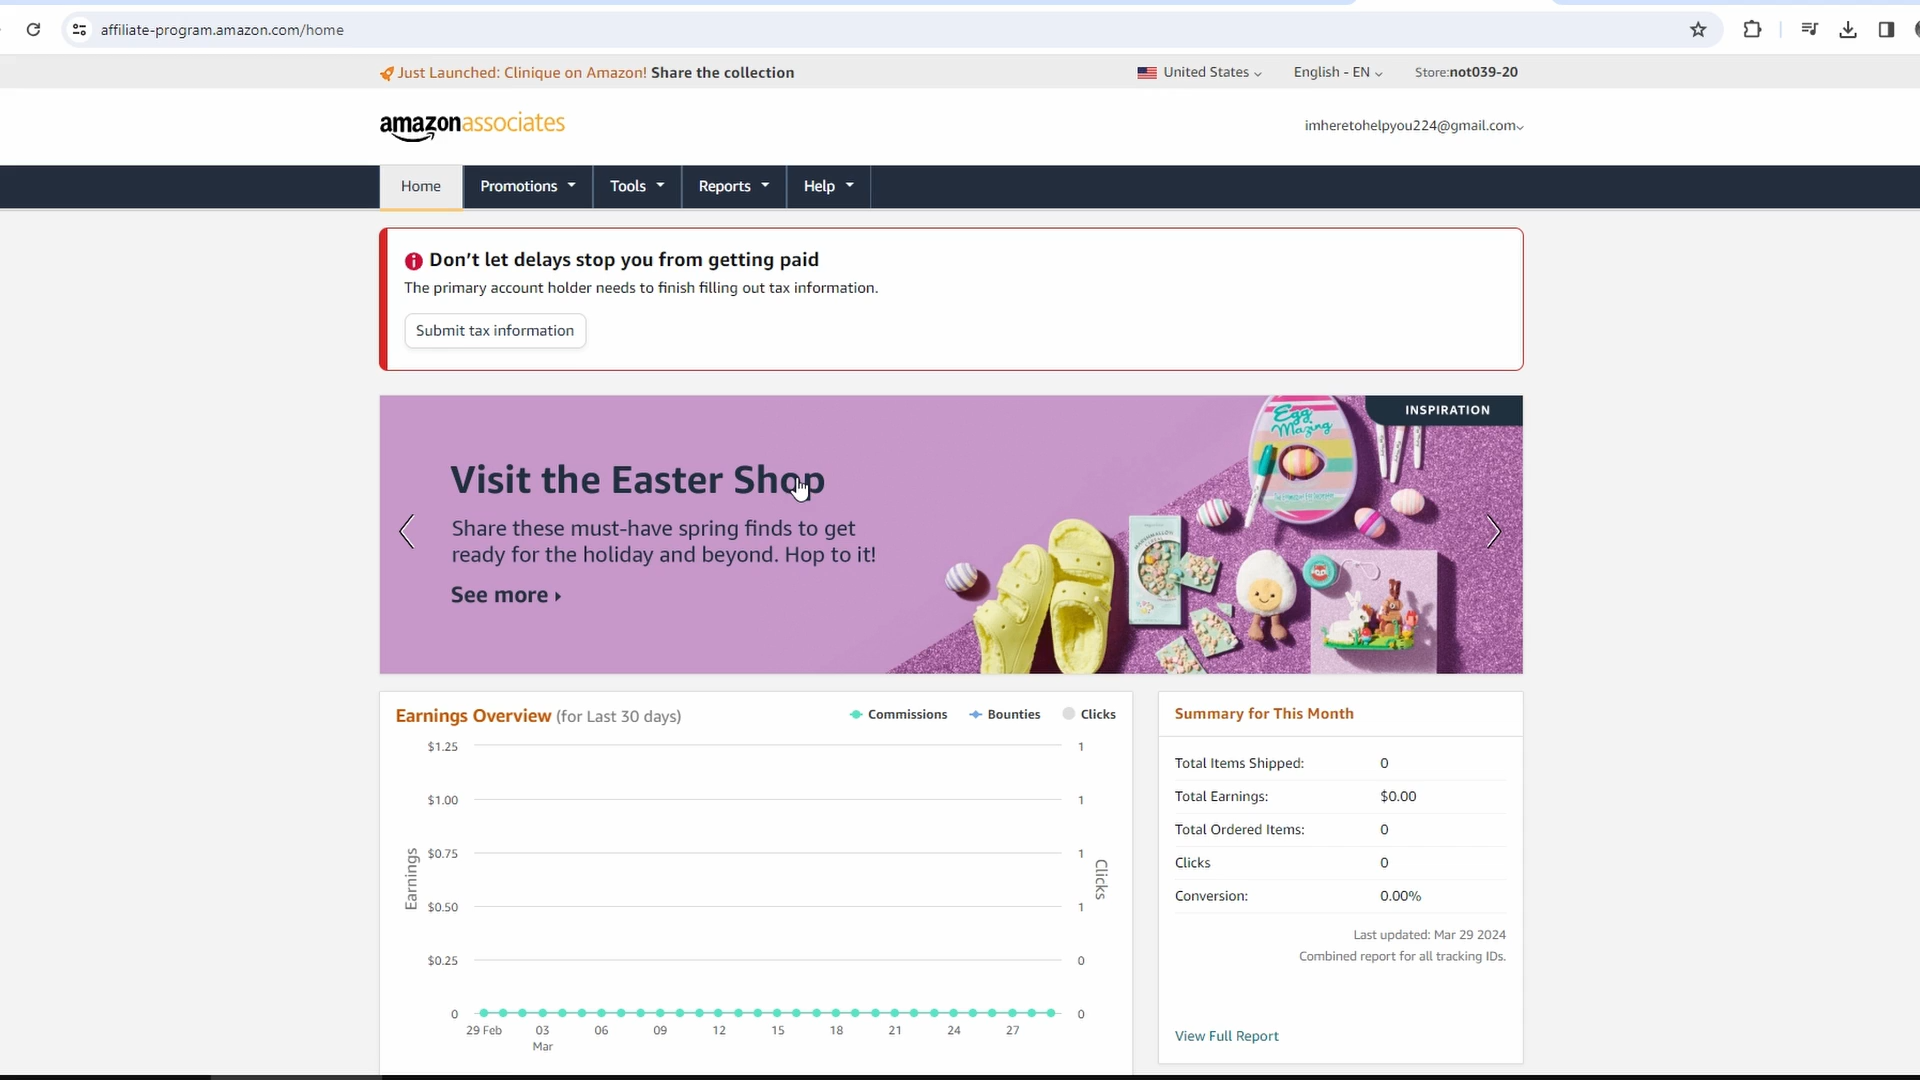 affiliate-program.amazon.com/home
Just Launched: Clinique on Amazon! Share the collection
United States
English - EN
Store:not039-20
amazonassociates
imheretohelpyou224@gmail.com
Home
Promotions
Tools
Reports
Help
Don’t let delays stop you from getting paid
The primary account holder needs to finish filling out tax information.
Submit tax information
INSPIRATION
Egg
Mazing
Visit the Easter Shop
Share these must-have spring finds to get
ready for the holiday and beyond. Hop to it!
See more
Earnings Overview (for Last 30 days)
Commissions
Bounties
Clicks
$1.25
$1.00
$0.75
$0.50
$0.25
0
Earnings
1
1
1
1
0
0
Clicks
29 Feb
03
06
09
12
15
18
21
24
27
Mar
Summary for This Month
Total Items Shipped: 0
Total Earnings: $0.00
Total Ordered Items: 0
Clicks 0
Conversion: 0.00%
Last updated: Mar 29 2024
Combined report for all tracking IDs.
View Full Report